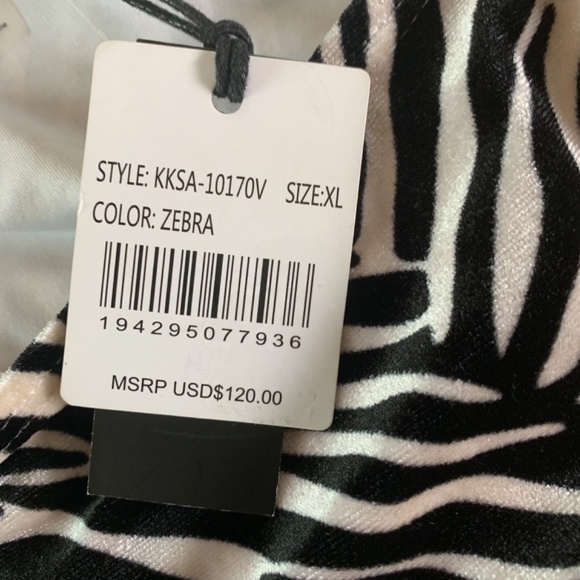 STYLE: KKSA-10170V SIZE:XL
COLOR: ZEBRA
194295077936
MSRP USD$120.00